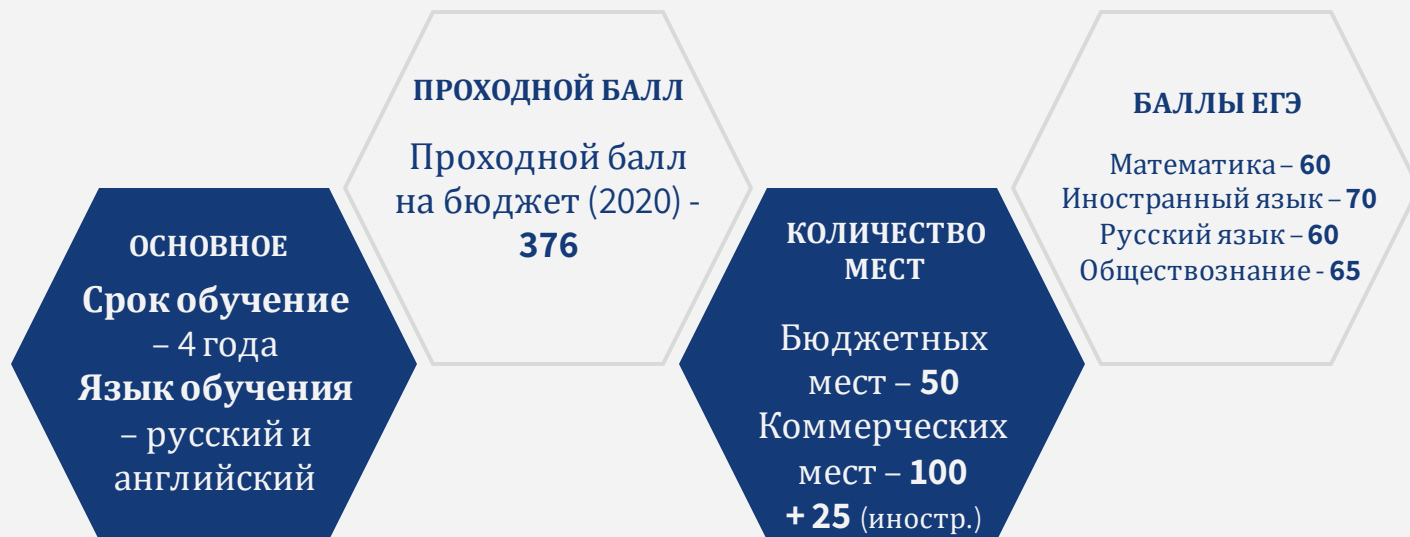 ОСНОВНОЕ
Срок обучение
– 4 года
Язык обучения
– русский и
английский
ПРОХОДНОЙ БАЛЛ
Проходной балл
на бюджет (2020) -
376
КОЛИЧЕСТВО
МЕСТ
Бюджетных
мест – 50
Коммерческих
мест – 100
+ 25 (иностр.)
БАЛЛЫ ЕГЭ
Математика – 60
Иностранный язык – 70
Русский язык – 60
Обществознание - 65